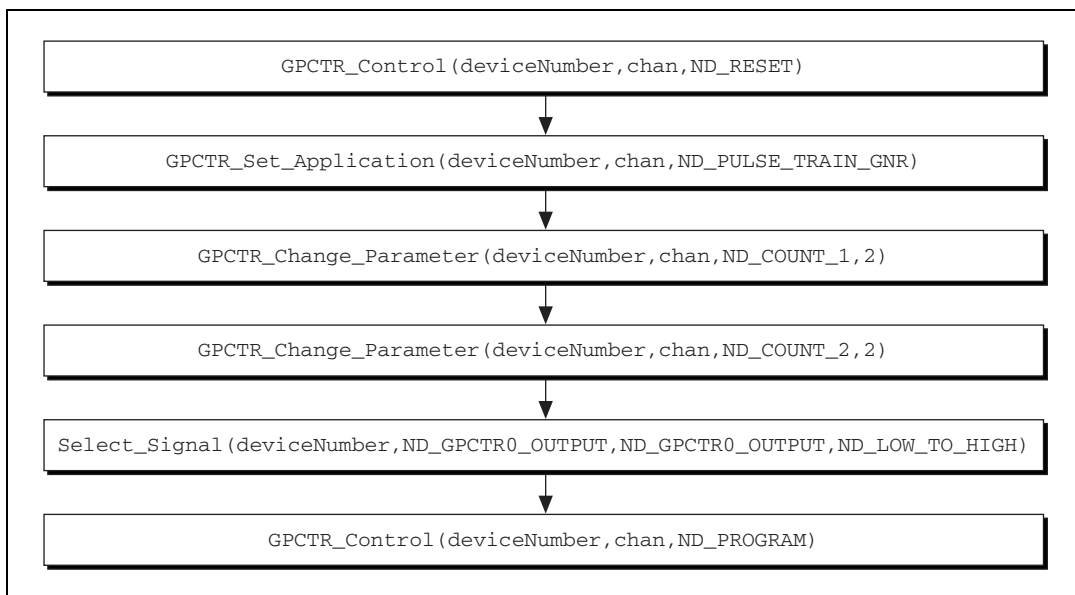 GPCTR_Control(deviceNumber,chan,ND_RESET)
GPCTR_Set_Application(deviceNumber,chan,ND_PULSE_TRAIN_GNR)
GPCTR_Change_Parameter(deviceNumber,chan,ND_COUNT_1,2)
GPCTR_Change_Parameter(deviceNumber,chan,ND_COUNT_2,2)
Select_Signal(deviceNumber,ND_GPCTR0_OUTPUT,ND_GPCTR0_OUTPUT,ND_LOW_TO_HIGH)
GPCTR_Control(deviceNumber,chan,ND_PROGRAM)